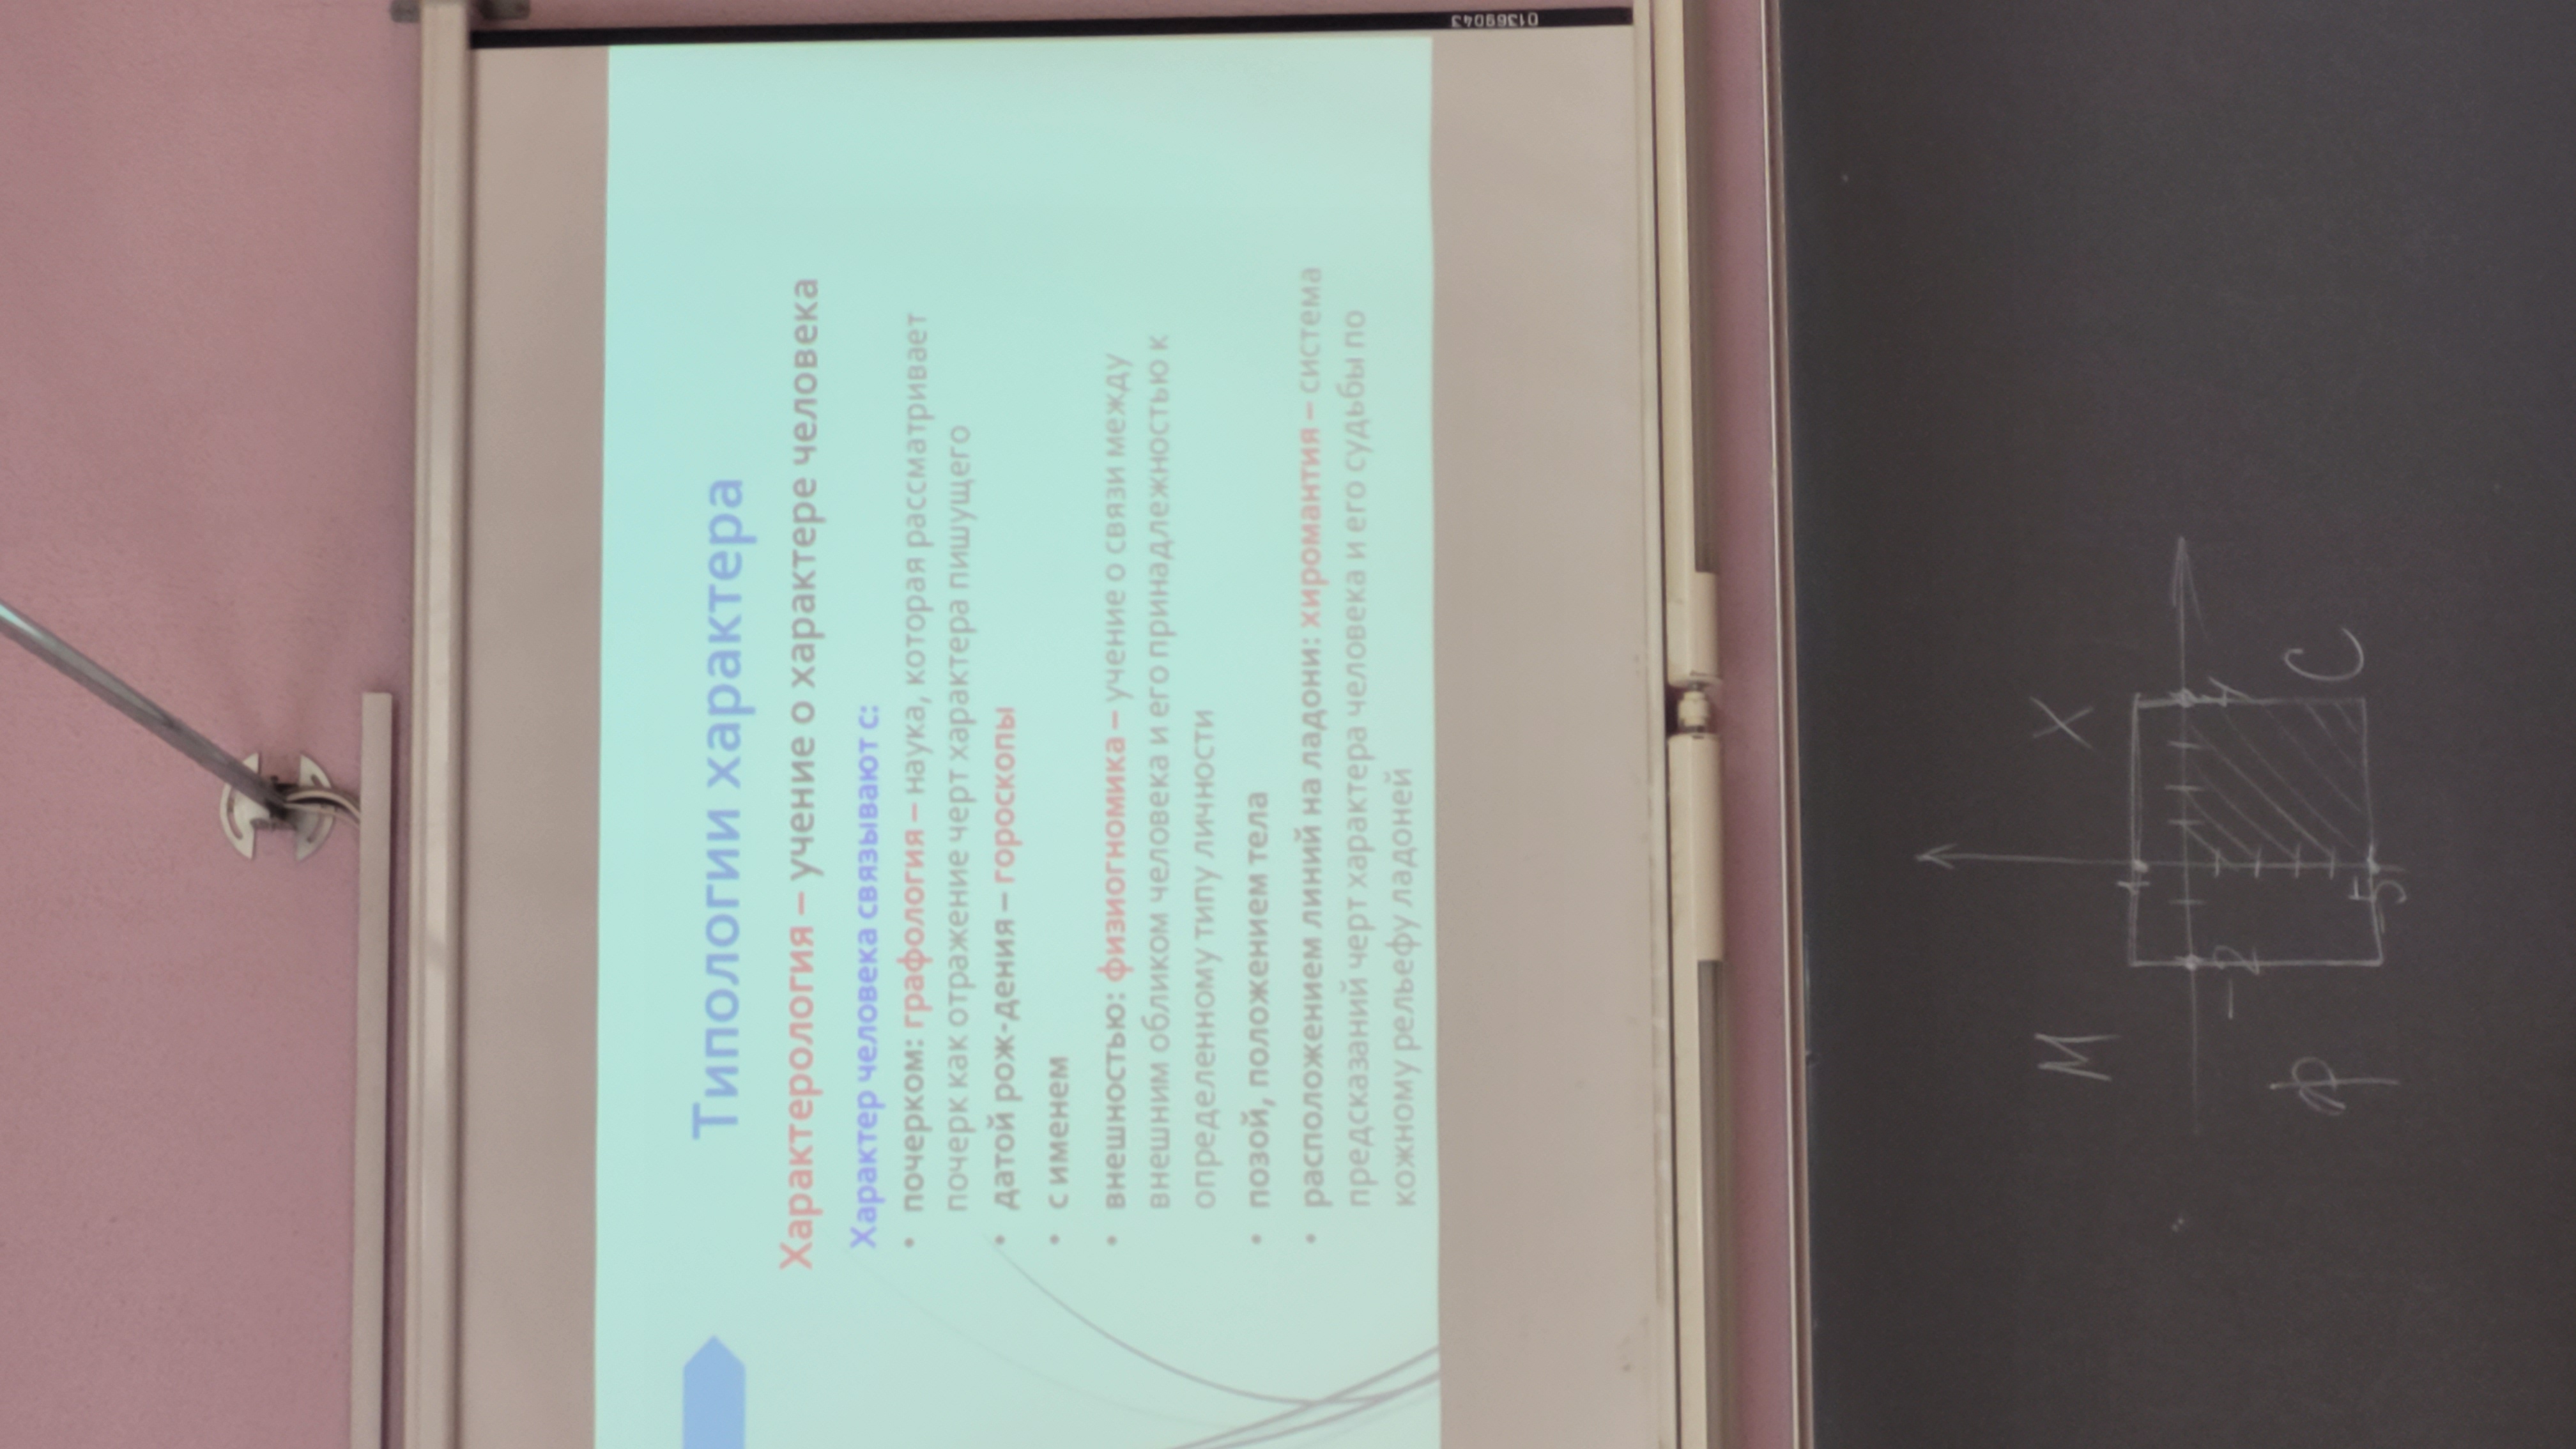 Типологии характера
Характерология – учение о характере человека
Характер человека связывают с:
• почерком: графология – наука, которая рассматривает
почерк как отражение черт характера пишущего
• датой рож-дения – гороскопы
• с именем
• внешностью: физиогномика – учение о связи между
внешним обликом человека и его принадлежностью к
определенному типу личности
• позой, положением тела
• расположением линий на ладони: хиромантия – система
предсказаний черт характера человека и его судьбы по
кожному рельефу ладоней
01369043
М Х
1
-2 4
Ф С
-5